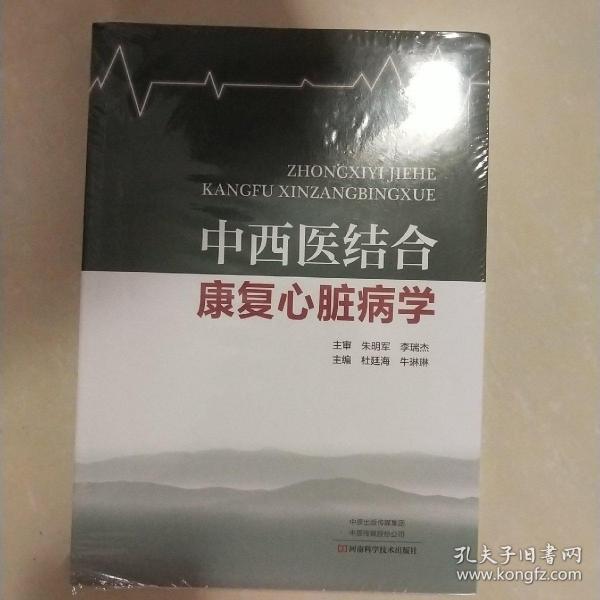 ZHONGXIYI JIEHE
KANGFU XINZANGBINGXUE
中西医结合
康复心脏病学
主审 朱明军 李瑞杰
主编 杜廷海 牛琳琳
中原出版传媒集团
中原传媒股份公司
河南科学技术出版社
孔夫子旧书网
www.kongfz.com